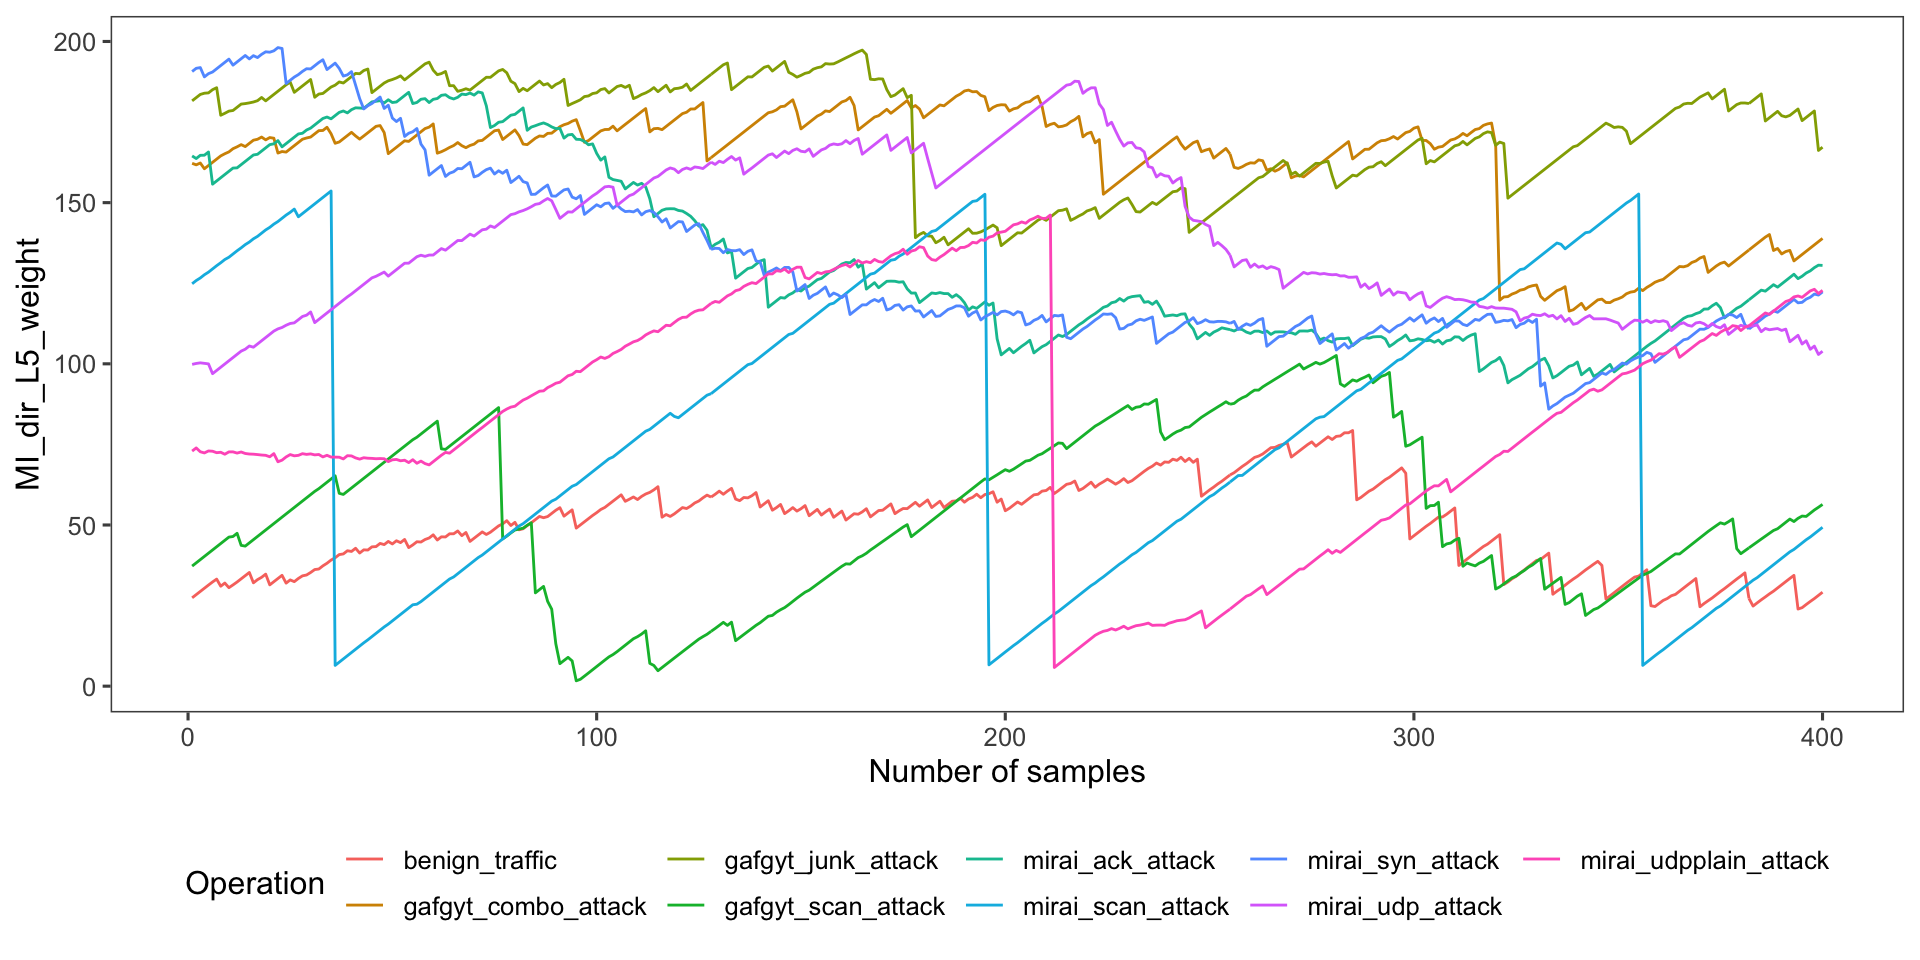 200
150
100
50
0
MI_dir_L5_weight
0 100 200 300 400
Number of samples
Operation
benign_traffic gafgyt_junk_attack mirai_ack_attack mirai_syn_attack mirai_udpplain_attack
gafgyt_combo_attack gafgyt_scan_attack mirai_scan_attack mirai_udp_attack